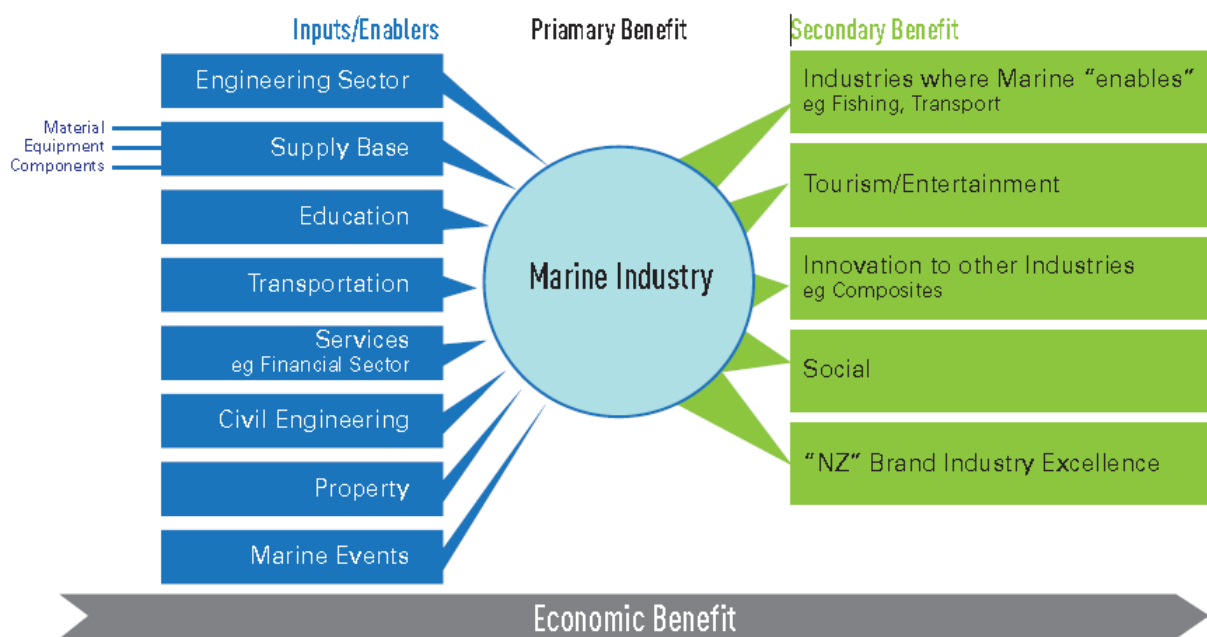 Inputs/Enablers
Priamary Benefit
Secondary Benefit
Engineering Sector
Material
Equipment
Components
Supply Base
Education
Transportation
Services
eg Financial Sector
Civil Engineering
Property
Marine Events
Marine Industry
Industries where Marine “enables”
eg Fishing, Transport
Tourism/Entertainment
Innovation to other Industries
eg Composites
Social
“NZ” Brand Industry Excellence
Economic Benefit